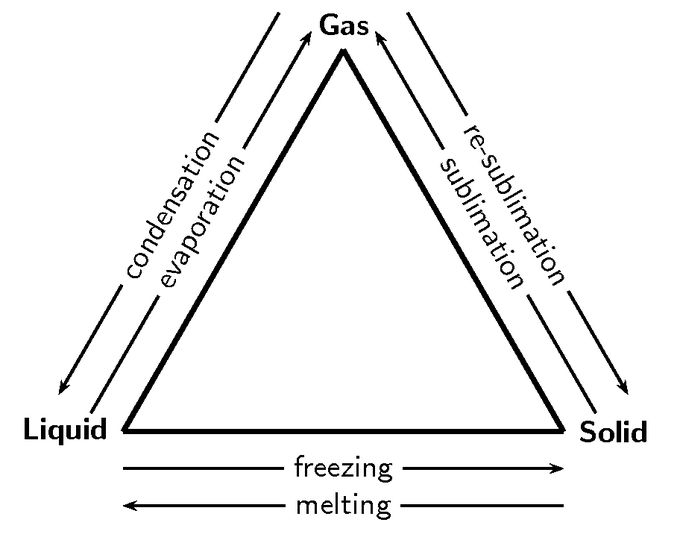 Gas
condensation
evaporation
sublimation
re-sublimation
Liquid
Solid
freezing
melting